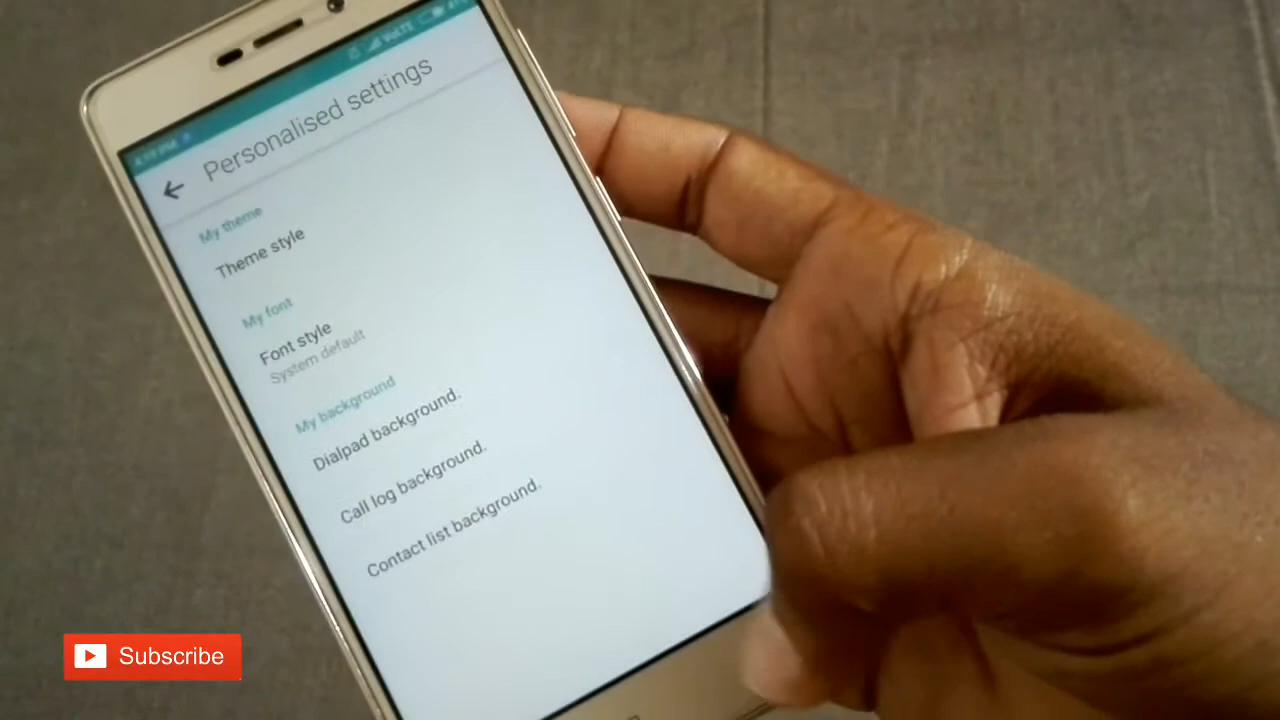 VoLTE
Personalised settings
My theme
Theme style
My font
Font style
System default
My background
Dialpad background.
Call log background.
Contact list background.
Subscribe